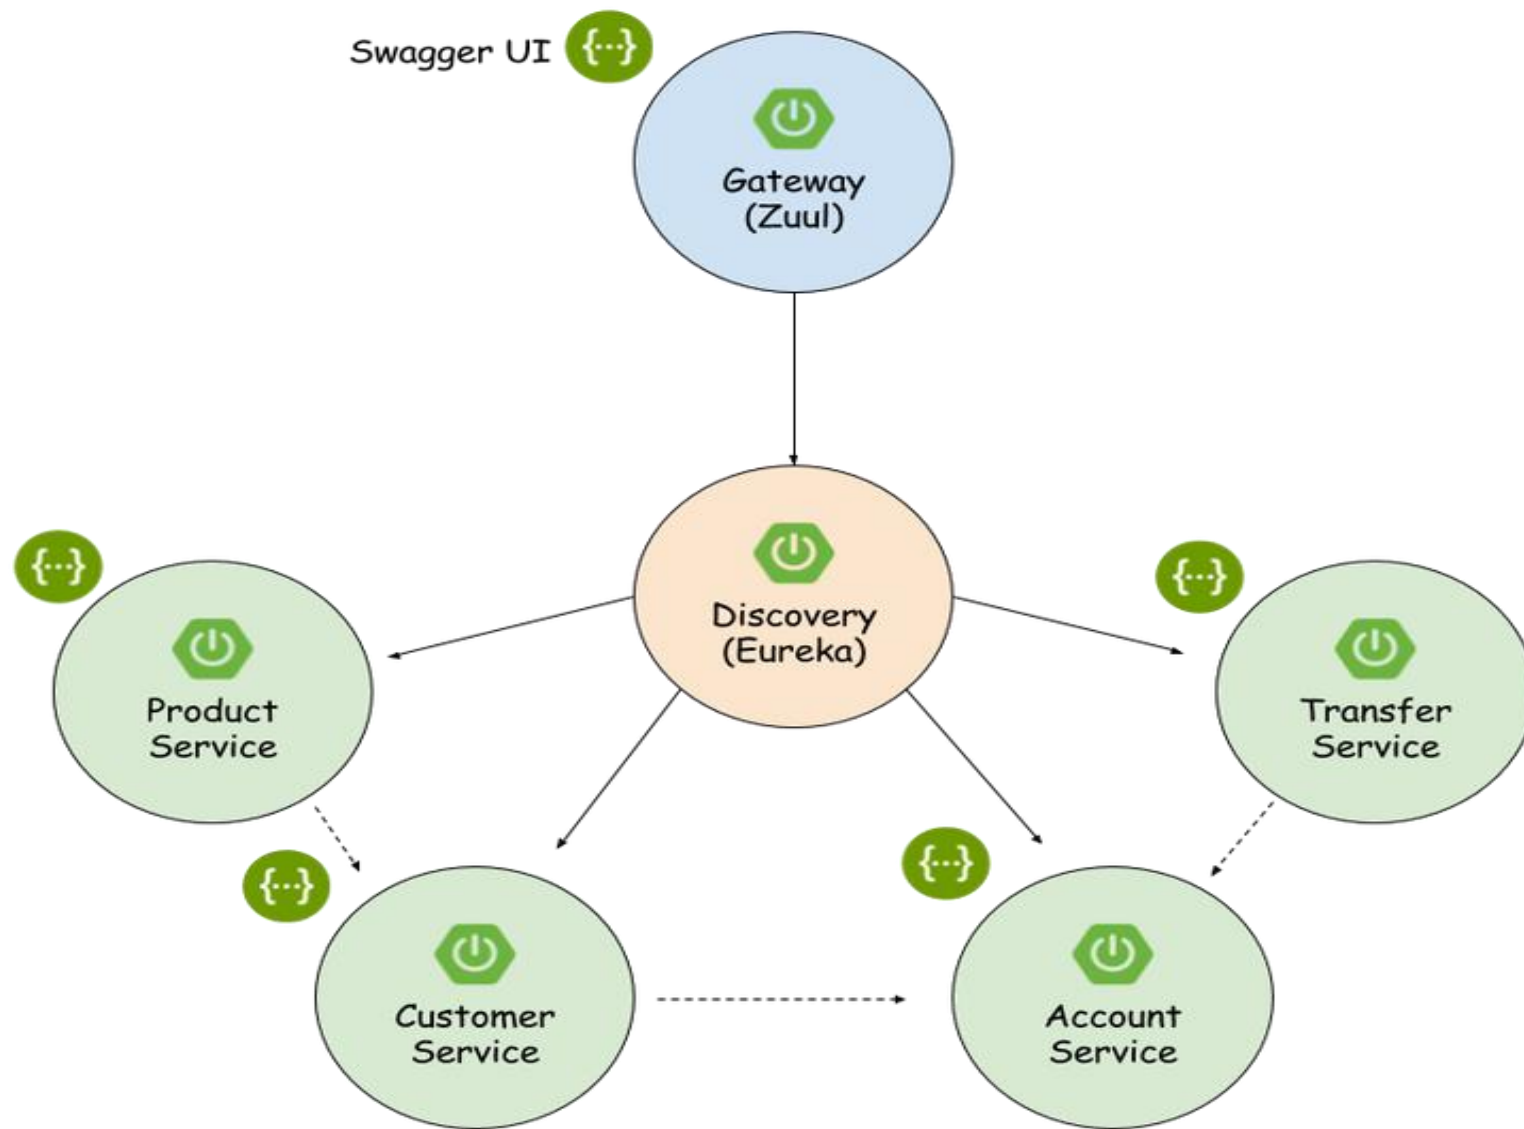 Swagger UI
{...}
Gateway
(Zuul)
{...}
{...}
Discovery
(Eureka)
Product
Service
Transfer
Service
{...}
{...}
Customer
Service
Account
Service